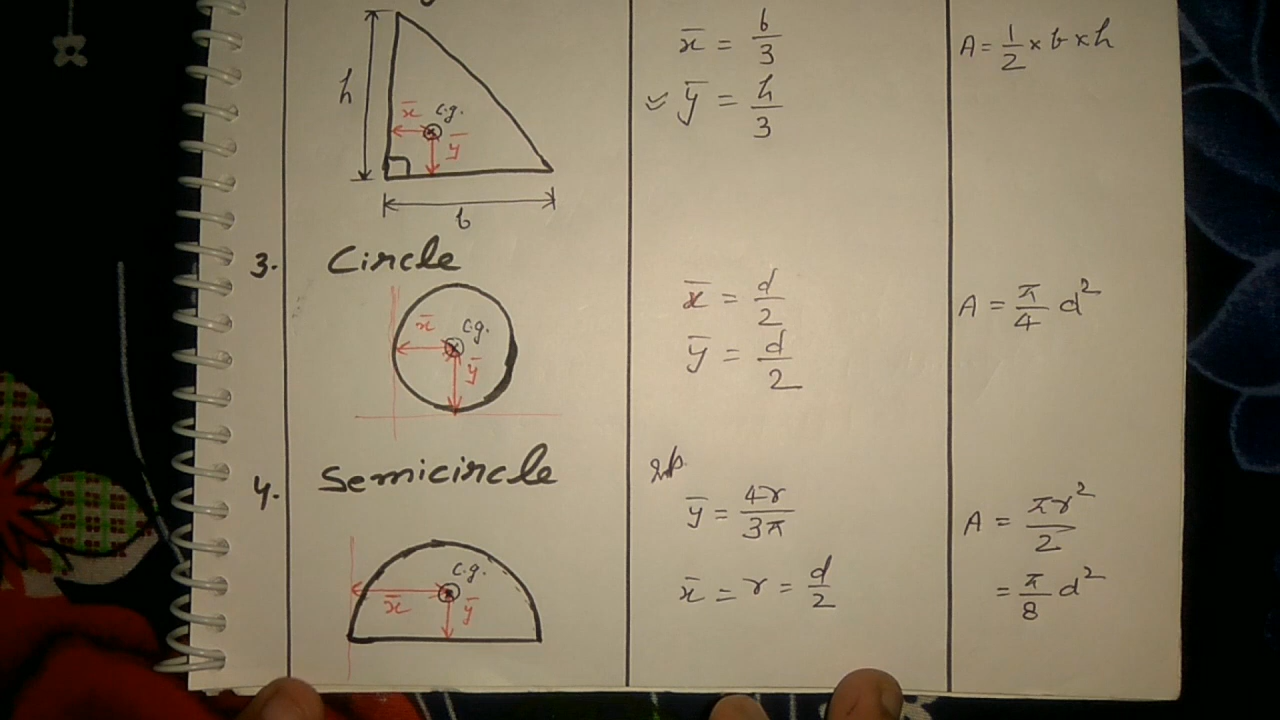 x̄ = b/3
A = 1/2 × b × h
h
x̄
c.g.
ȳ
ȳ = h/3
b
3.
Circle
x̄ = d/2
A = π/4 d²
x̄
c.g.
ȳ
ȳ = d/2
4.
Semicircle
ȳ = 4r/3π
A = πr²/2
c.g.
x̄
ȳ
x̄ = r = d/2
= π/8 d²